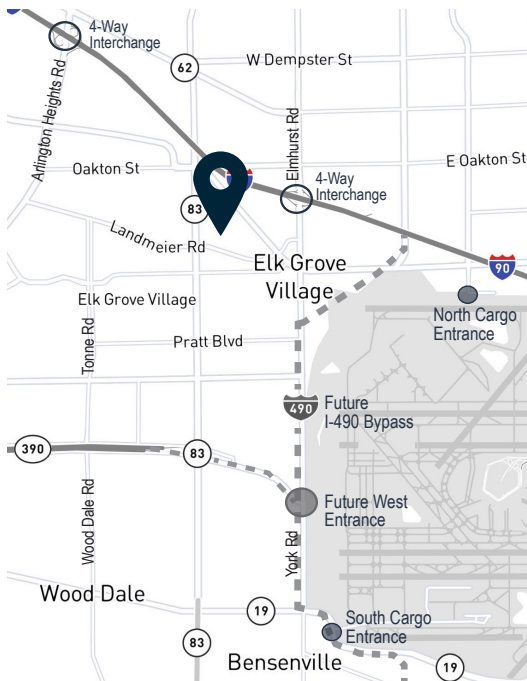 4-Way
Interchange
W Dempster St
62
Arlington Heights Rd
Elmhurst Rd
Oakton St
E Oakton St
4-Way
Interchange
83
Landmeier Rd
Elk Grove
Village
90
Elk Grove Village
North Cargo
Entrance
Tonne Rd
Pratt Blvd
490
Future
I-490 Bypass
390
83
Wood Dale Rd
Future West
Entrance
York Rd
Wood Dale
19
South Cargo
Entrance
83
Bensenville
19